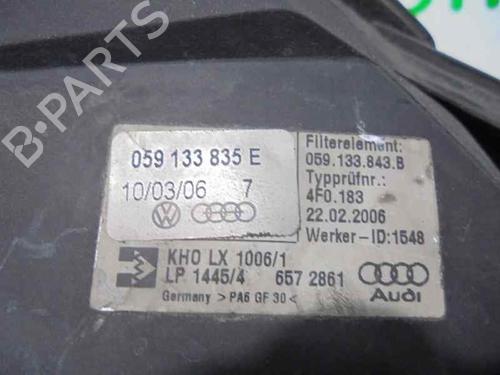 B-PARTS
059 133 835 E
10/03/06 7
Filterelement:
059.133.843.B
Typprüfnr.:
4F0.183
22.02.2006
Werker-ID:1548
KHO LX 1006/1
LP 1445/4 657 2861
Germany > PA6 GF 30 <
Audi